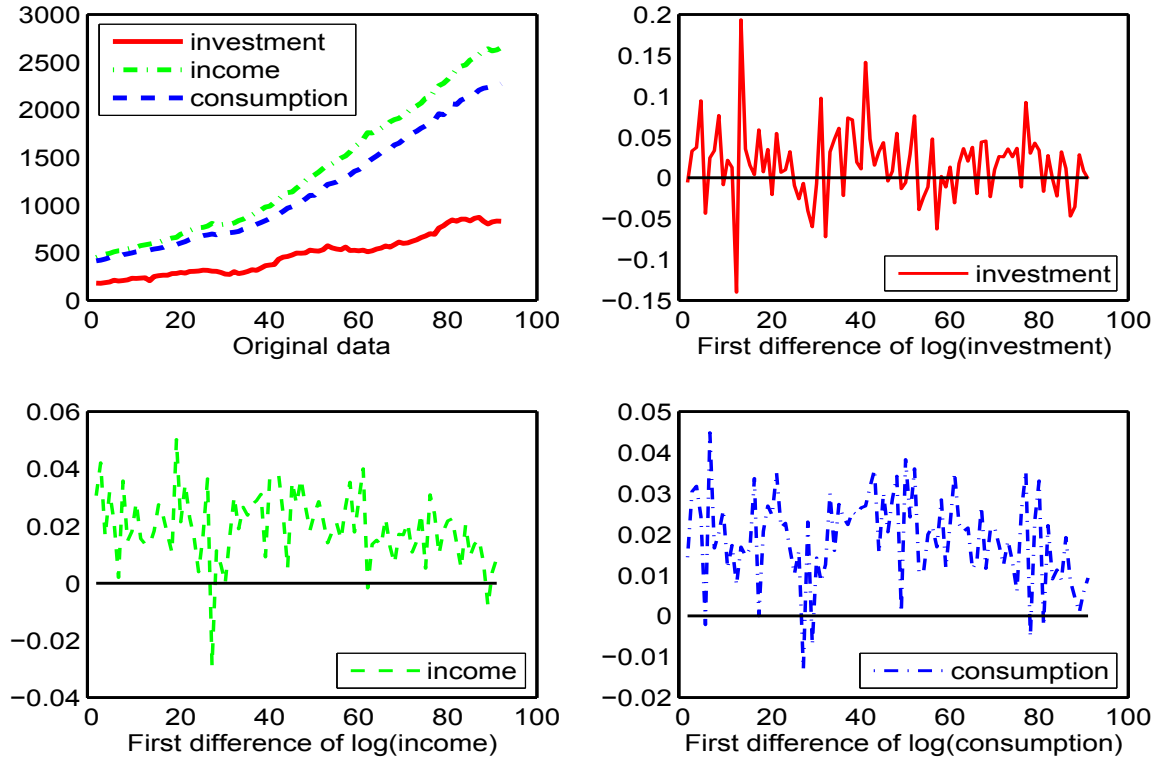 3000
2500
2000
1500
1000
500
0
investment
income
consumption
0 20 40 60 80 100
Original data
0.2
0.15
0.1
0.05
0
−0.05
−0.1
−0.15
investment
0 20 40 60 80 100
First difference of log(investment)
0.06
0.04
0.02
0
−0.02
−0.04
income
0 20 40 60 80 100
First difference of log(income)
0.05
0.04
0.03
0.02
0.01
0
−0.01
−0.02
consumption
0 20 40 60 80 100
First difference of log(consumption)